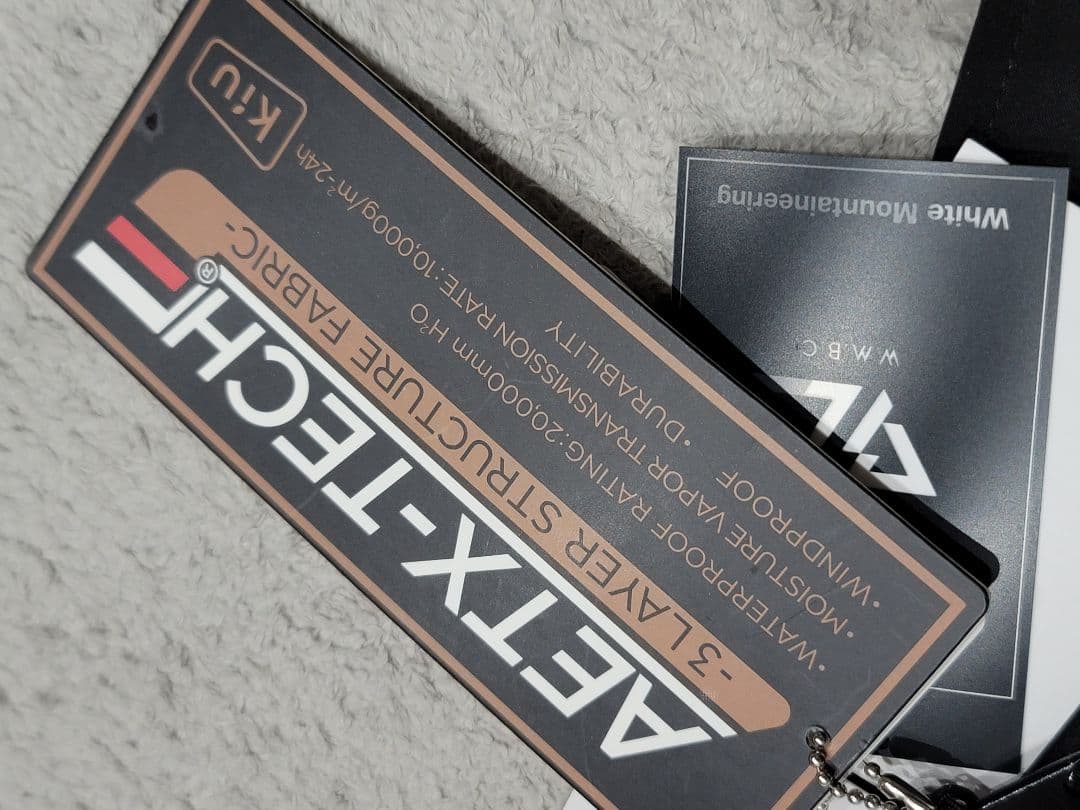 AETX-TECH®
-3 LAYER STRUCTURE FABRIC-
•WATERPROOF RATING:20,000mm H²O
•MOISTURE VAPOR TRANSMISSION RATE:10,000g/m²·24h
•WINDPROOF •DURABILITY
KiU
W.M.B.C
White Mountaineering